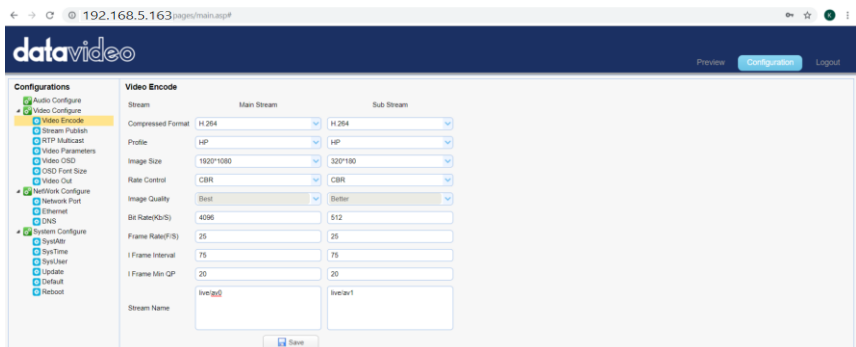 192.168.5.163pages/main.asp#
K
datavideo
Preview Configuration Logout
Configurations
Audio Configure
Video Configure
Video Encode
Stream Publish
RTP Multicast
Video Parameters
Video OSD
OSD Font Size
Video Out
NetWork Configure
Network Port
Ethernet
DNS
System Configure
SystAttr
SysTime
SysUser
Update
Default
Reboot
Video Encode
Stream Main Stream Sub Stream
Compressed Format H.264 H.264
Profile HP HP
Image Size 1920*1080 320*180
Rate Control CBR CBR
Image Quality Best Better
Bit Rate(Kb/S) 4096 512
Frame Rate(F/S) 25 25
I Frame Interval 75 75
I Frame Min QP 20 20
Stream Name live/av0 live/av1
Save